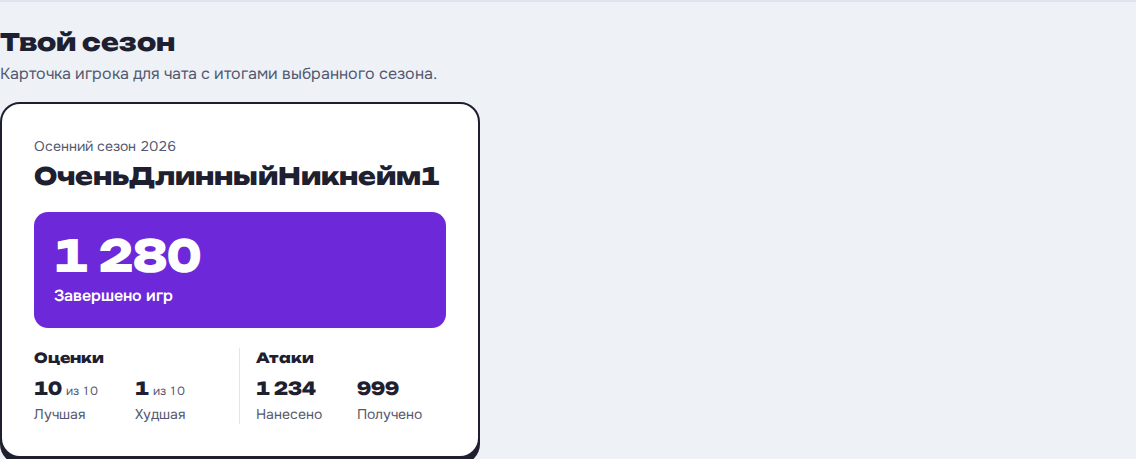 Твой сезон
Карточка игрока для чата с итогами выбранного сезона.
Осенний сезон 2026
ОченьДлинныйНикнейм1
1 280
Завершено игр
Оценки
10 из 10
1 из 10
Лучшая
Худшая
Атаки
1 234
999
Нанесено
Получено